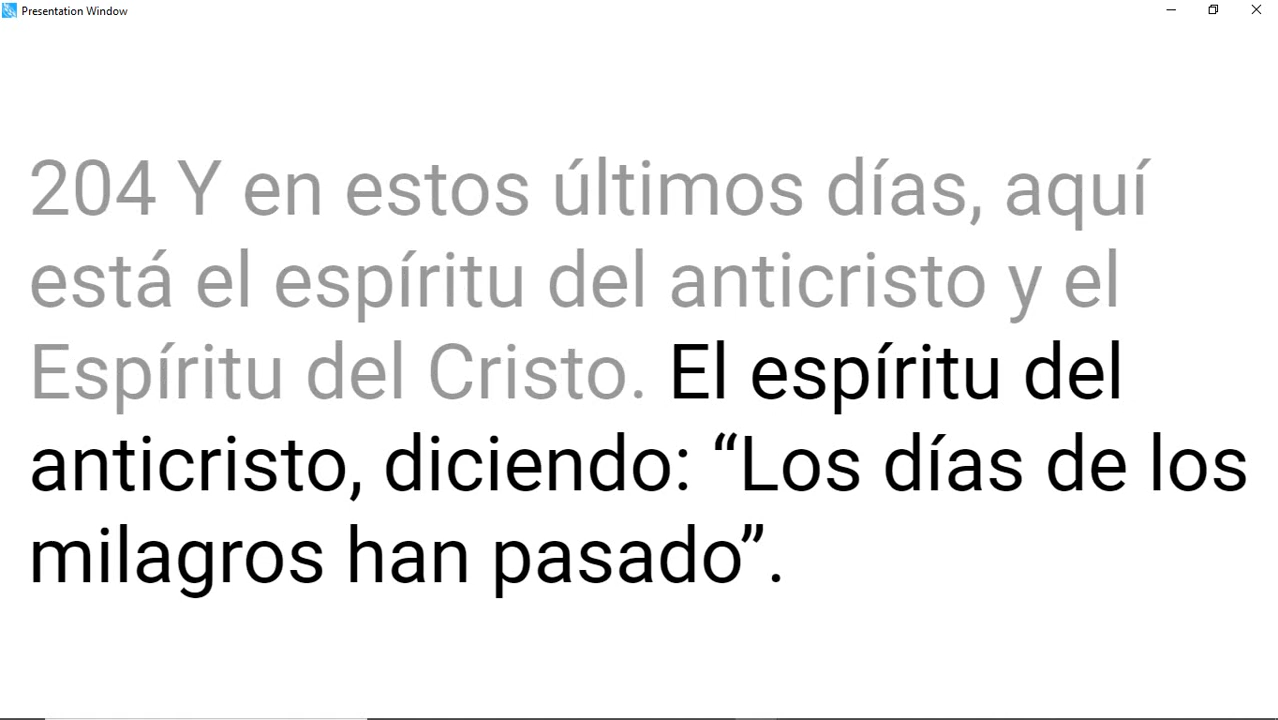 Presentation Window
204 Y en estos últimos días, aquí
está el espíritu del anticristo y el
Espíritu del Cristo. El espíritu del
anticristo, diciendo: “Los días de los
milagros han pasado”.